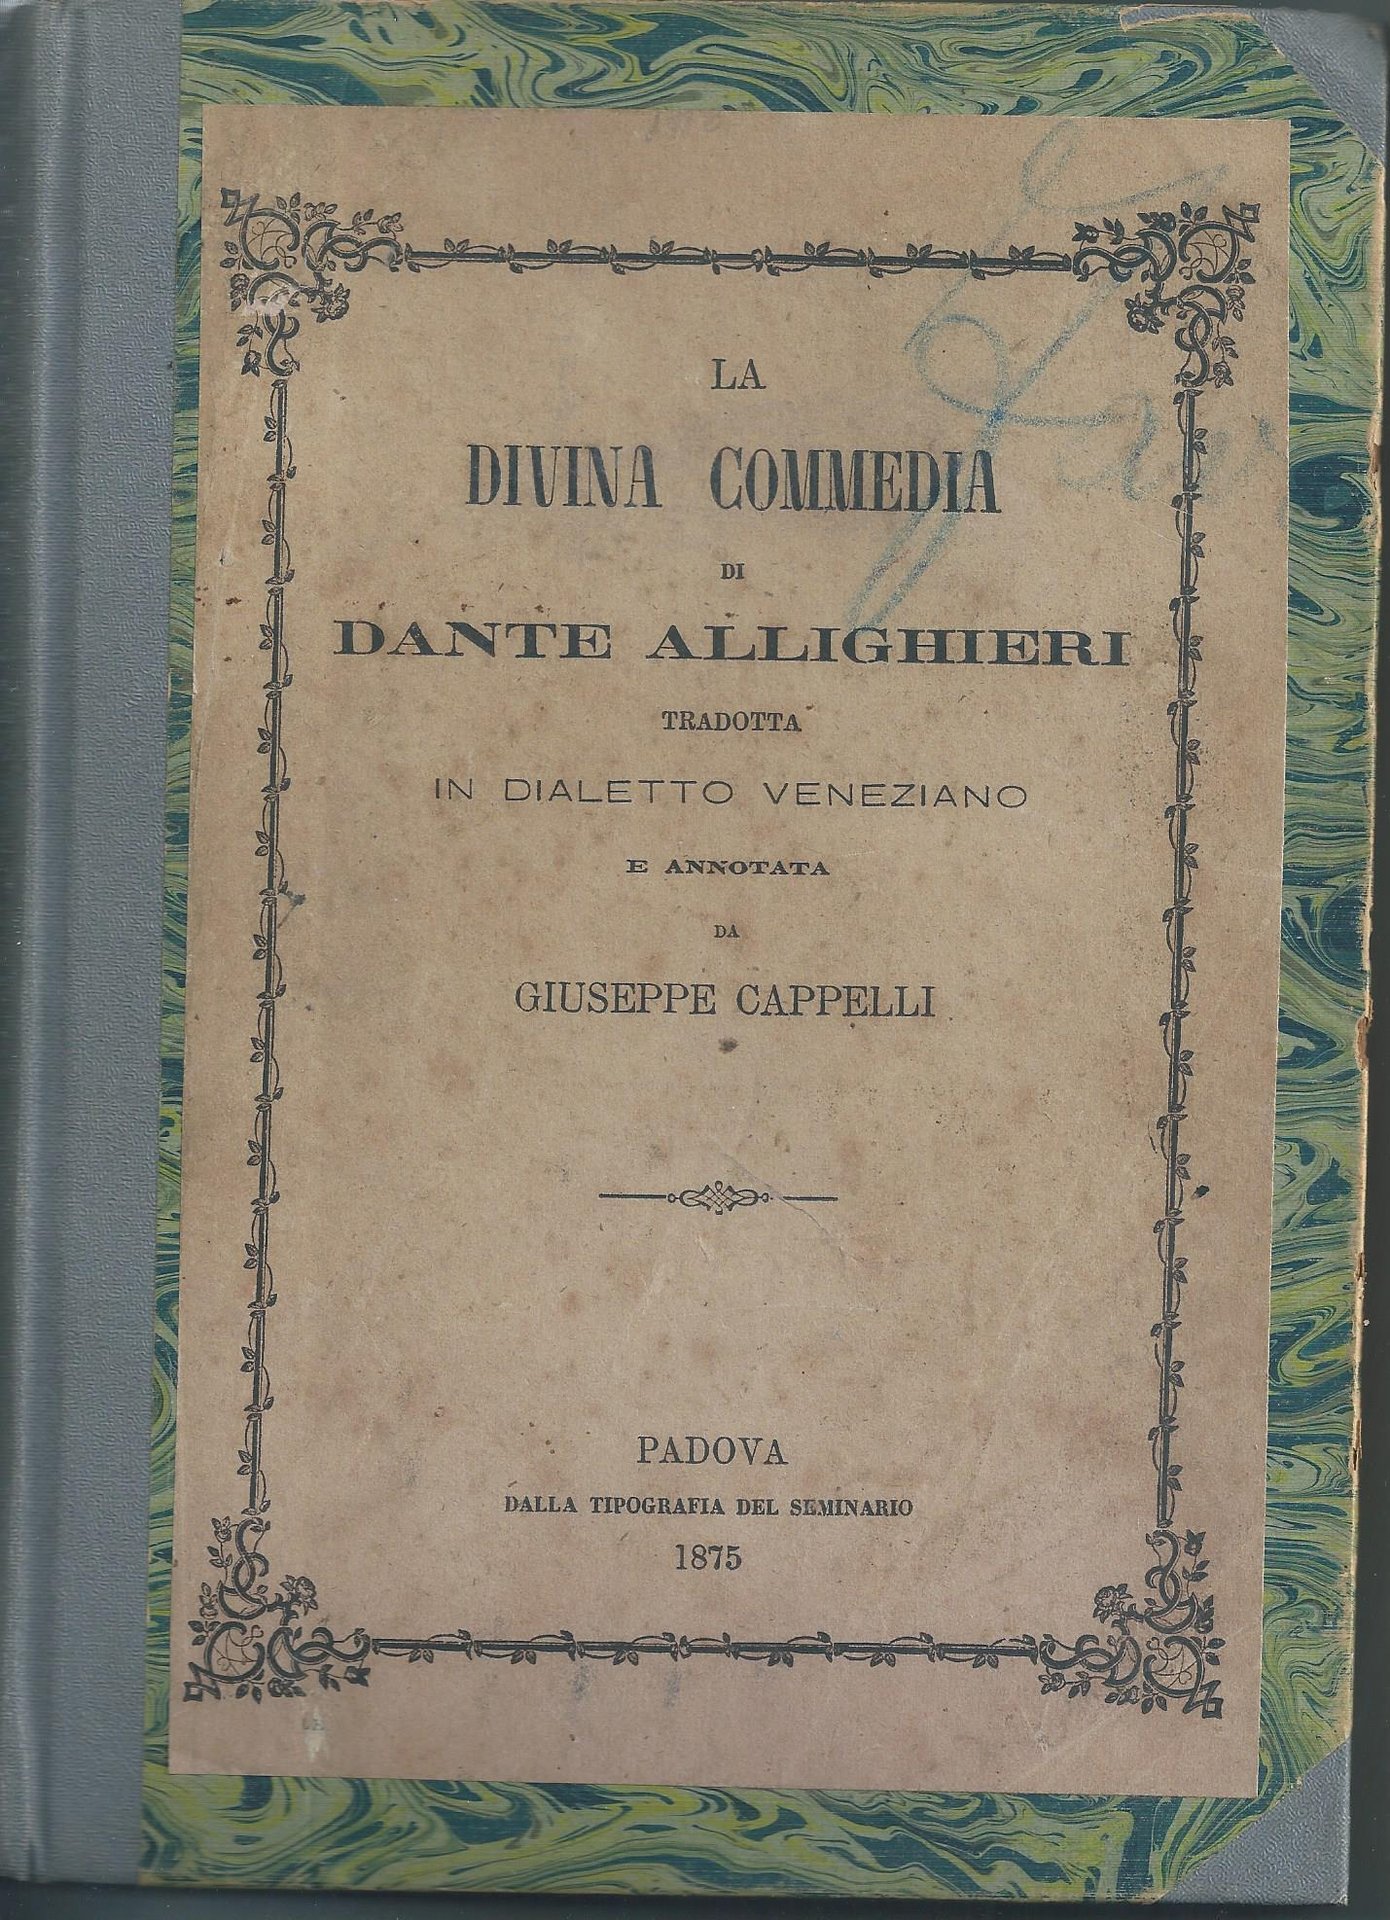 LA
DIVINA COMMEDIA
DI
DANTE ALLIGHIERI
TRADOTTA
IN DIALETTO VENEZIANO
E ANNOTATA
DA
GIUSEPPE CAPPELLI
PADOVA
DALLA TIPOGRAFIA DEL SEMINARIO
1875